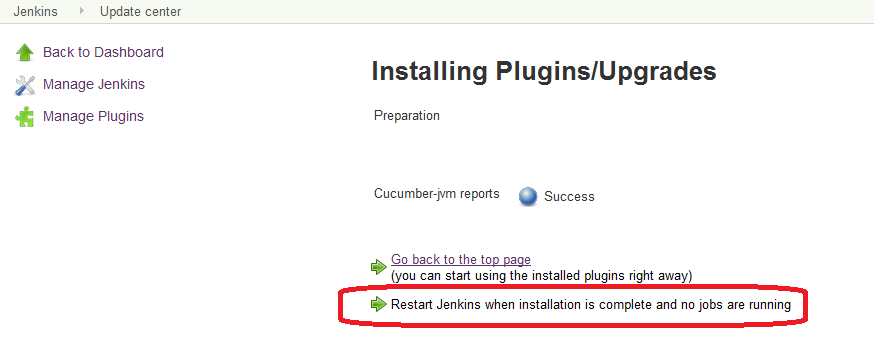 Jenkins Update center
Back to Dashboard
Manage Jenkins
Manage Plugins
Installing Plugins/Upgrades
Preparation
Cucumber-jvm reports Success
Go back to the top page
(you can start using the installed plugins right away)
Restart Jenkins when installation is complete and no jobs are running